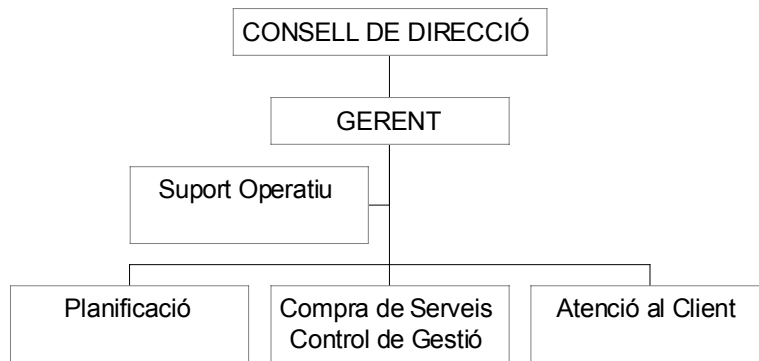 CONSELL DE DIRECCIÓ
GERENT
Suport Operatiu
Planificació
Compra de Serveis
Control de Gestió
Atenció al Client